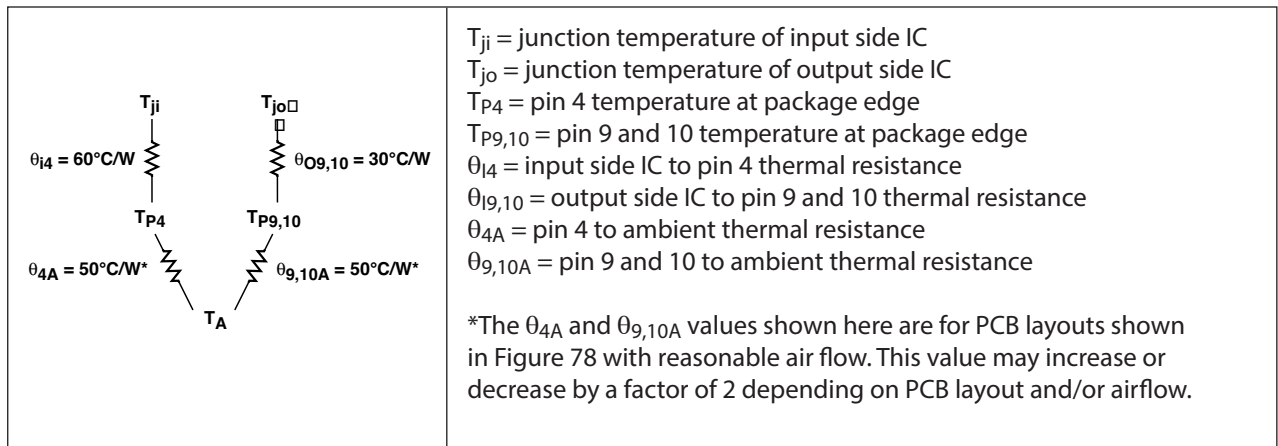 Tji
Tjo□
□
θi4 = 60°C/W
θO9,10 = 30°C/W
TP4
TP9,10
θ4A = 50°C/W*
θ9,10A = 50°C/W*
TA
Tji = junction temperature of input side IC
Tjo = junction temperature of output side IC
TP4 = pin 4 temperature at package edge
TP9,10 = pin 9 and 10 temperature at package edge
θI4 = input side IC to pin 4 thermal resistance
θI9,10 = output side IC to pin 9 and 10 thermal resistance
θ4A = pin 4 to ambient thermal resistance
θ9,10A = pin 9 and 10 to ambient thermal resistance
*The θ4A and θ9,10A values shown here are for PCB layouts shown
in Figure 78 with reasonable air flow. This value may increase or
decrease by a factor of 2 depending on PCB layout and/or airflow.